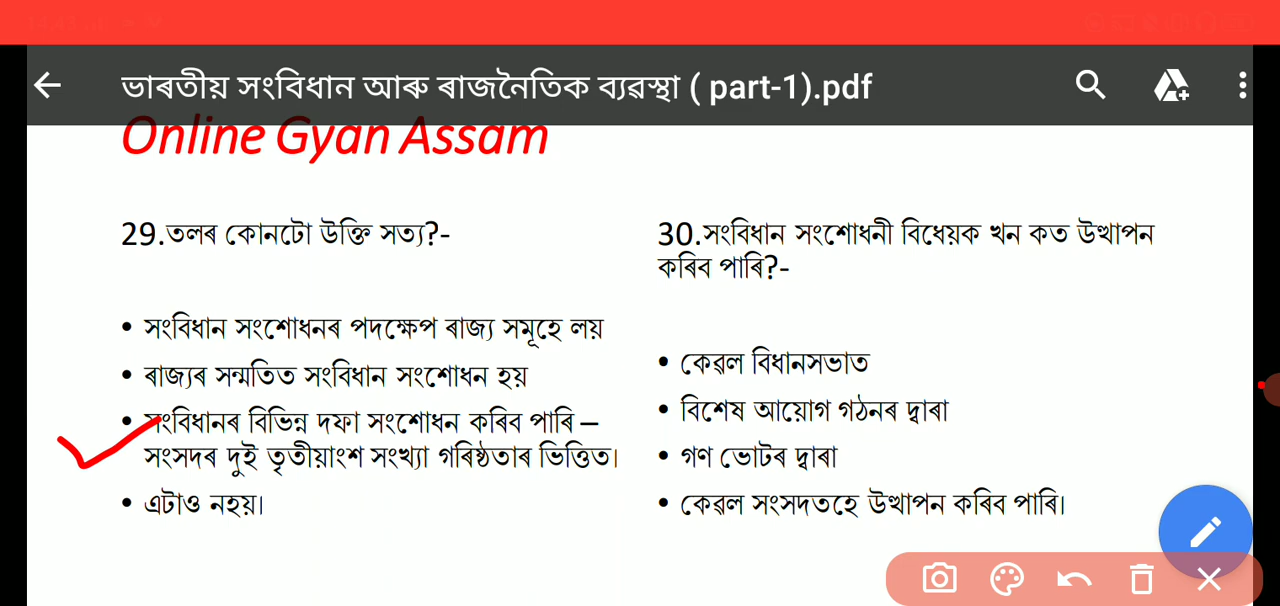 ভাৰতীয় সংবিধান আৰু ৰাজনৈতিক ব্যৱস্থা ( part-1).pdf
Online Gyan Assam
29.তলৰ কোনটো উক্তি সত্য?-
• সংবিধান সংশোধনৰ পদক্ষেপ ৰাজ্য সমূহে লয়
• ৰাজ্যৰ সন্মতিত সংবিধান সংশোধন হয়
• সংবিধানৰ বিভিন্ন দফা সংশোধন কৰিব পাৰি –
সংসদৰ দুই তৃতীয়াংশ সংখ্যা গৰিষ্ঠতাৰ ভিত্তিত।
• এটাও নহয়।
30.সংবিধান সংশোধনী বিধেয়ক খন কত উত্থাপন
কৰিব পাৰি?-
• কেৱল বিধানসভাত
• বিশেষ আয়োগ গঠনৰ দ্বাৰা
• গণ ভোটৰ দ্বাৰা
• কেৱল সংসদতহে উত্থাপন কৰিব পাৰি।